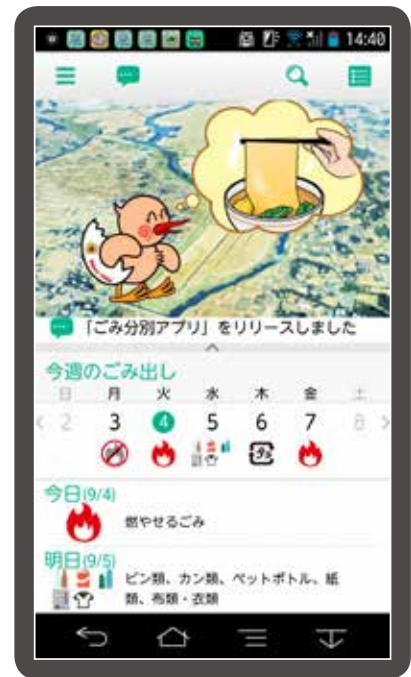 14:40
「ごみ分別アプリ」をリリースしました
今週のごみ出し
日 月 火 水 木 金 土
2 3 4 5 6 7 8
プラ
今日(9/4)
燃やせるごみ
明日(9/5)
ビン類、カン類、ペットボトル、紙
類、布類・衣類